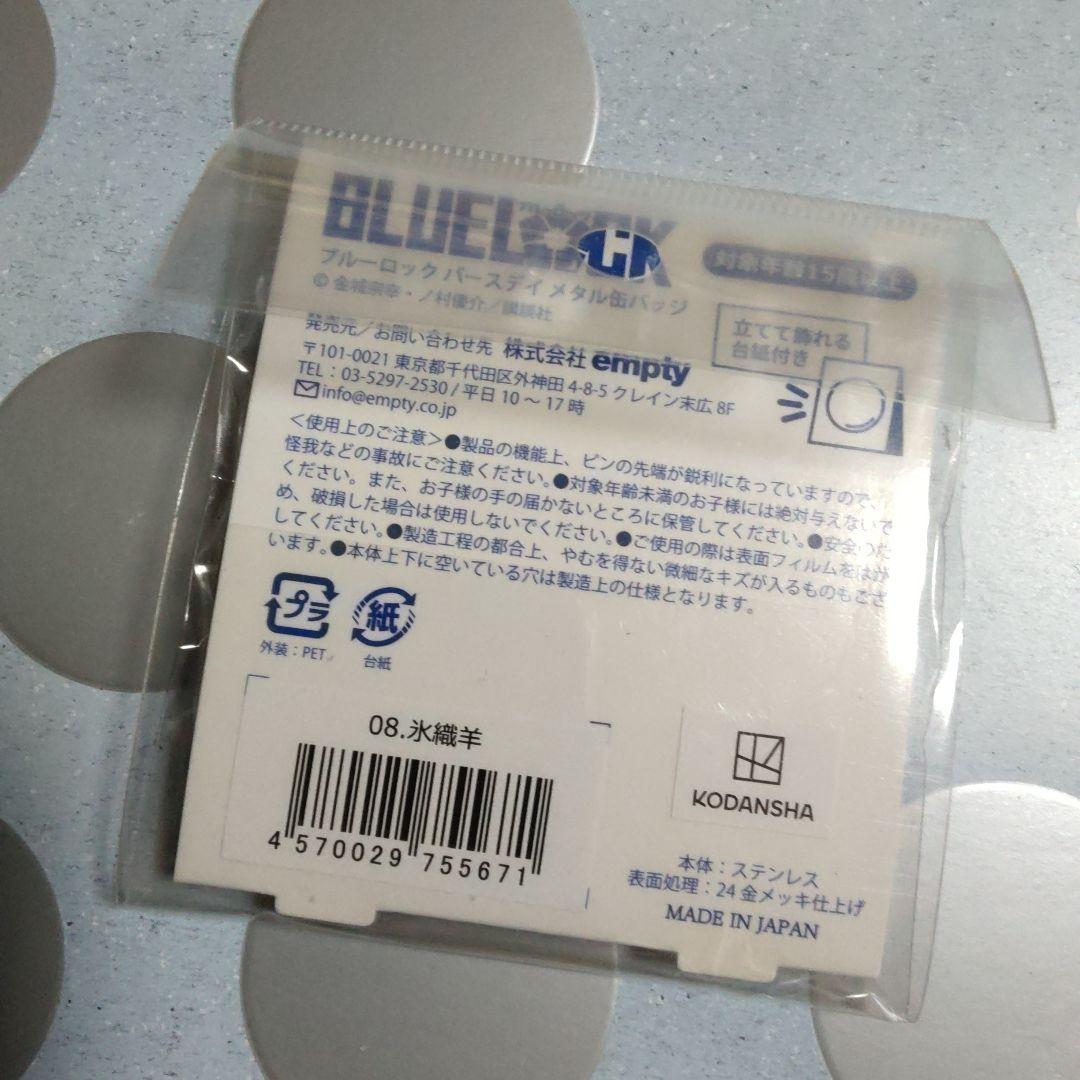 BLUELOCK
対象年齢15歳以上
ブルーロック バースデイ メタル缶バッジ
©金城宗幸・ノ村優介／講談社
立てて飾れる
台紙付き
発売元／お問い合わせ先 株式会社empty
〒101-0021 東京都千代田区外神田 4-8-5 クレイン末広 8F
TEL：03-5297-2530 / 平日 10～17時
info@empty.co.jp
＜使用上のご注意＞●製品の機能上、ピンの先端が鋭利になっていますので、
怪我などの事故にご注意ください。●対象年齢未満のお子様には絶対与えないで
ください。また、お子様の手の届かないところに保管してください。●安全のた
め、破損した場合は使用しないでください。●ご使用の際は表面フィルムをはが
してください。●製造工程の都合上、やむを得ない微細なキズが入るものもござ
います。●本体上下に空いている穴は製造上の仕様となります。
プラ
外装：PET
紙
台紙
08.氷織羊
4 570029 755671
KODANSHA
本体：ステンレス
表面処理：24金メッキ仕上げ
MADE IN JAPAN